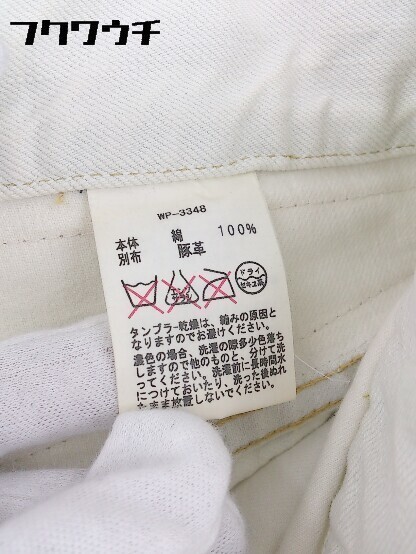 フクワウチ
WP-3348
本体 綿 100%
別布 豚革
ドライ
セキユ系
タンブラー乾燥は、縮みの原因と
なりますのでお避けください。
濃色の場合、洗濯の際多少色落ち
しますので他のものと、分けて洗
ってください。洗濯前に長時間水
につけておいたり、洗った後ぬれ
たまま放置しないでください。